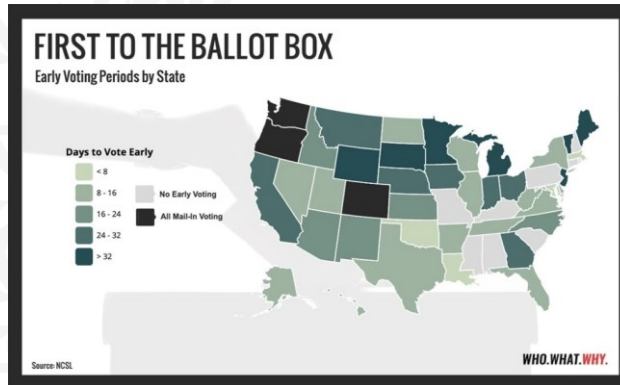 FIRST TO THE BALLOT BOX
Early Voting Periods by State
Days to Vote Early
< 8
8 - 16
16 - 24
24 - 32
> 32
No Early Voting
All Mail-In Voting
Source: NCSL
WHO.WHAT.WHY.